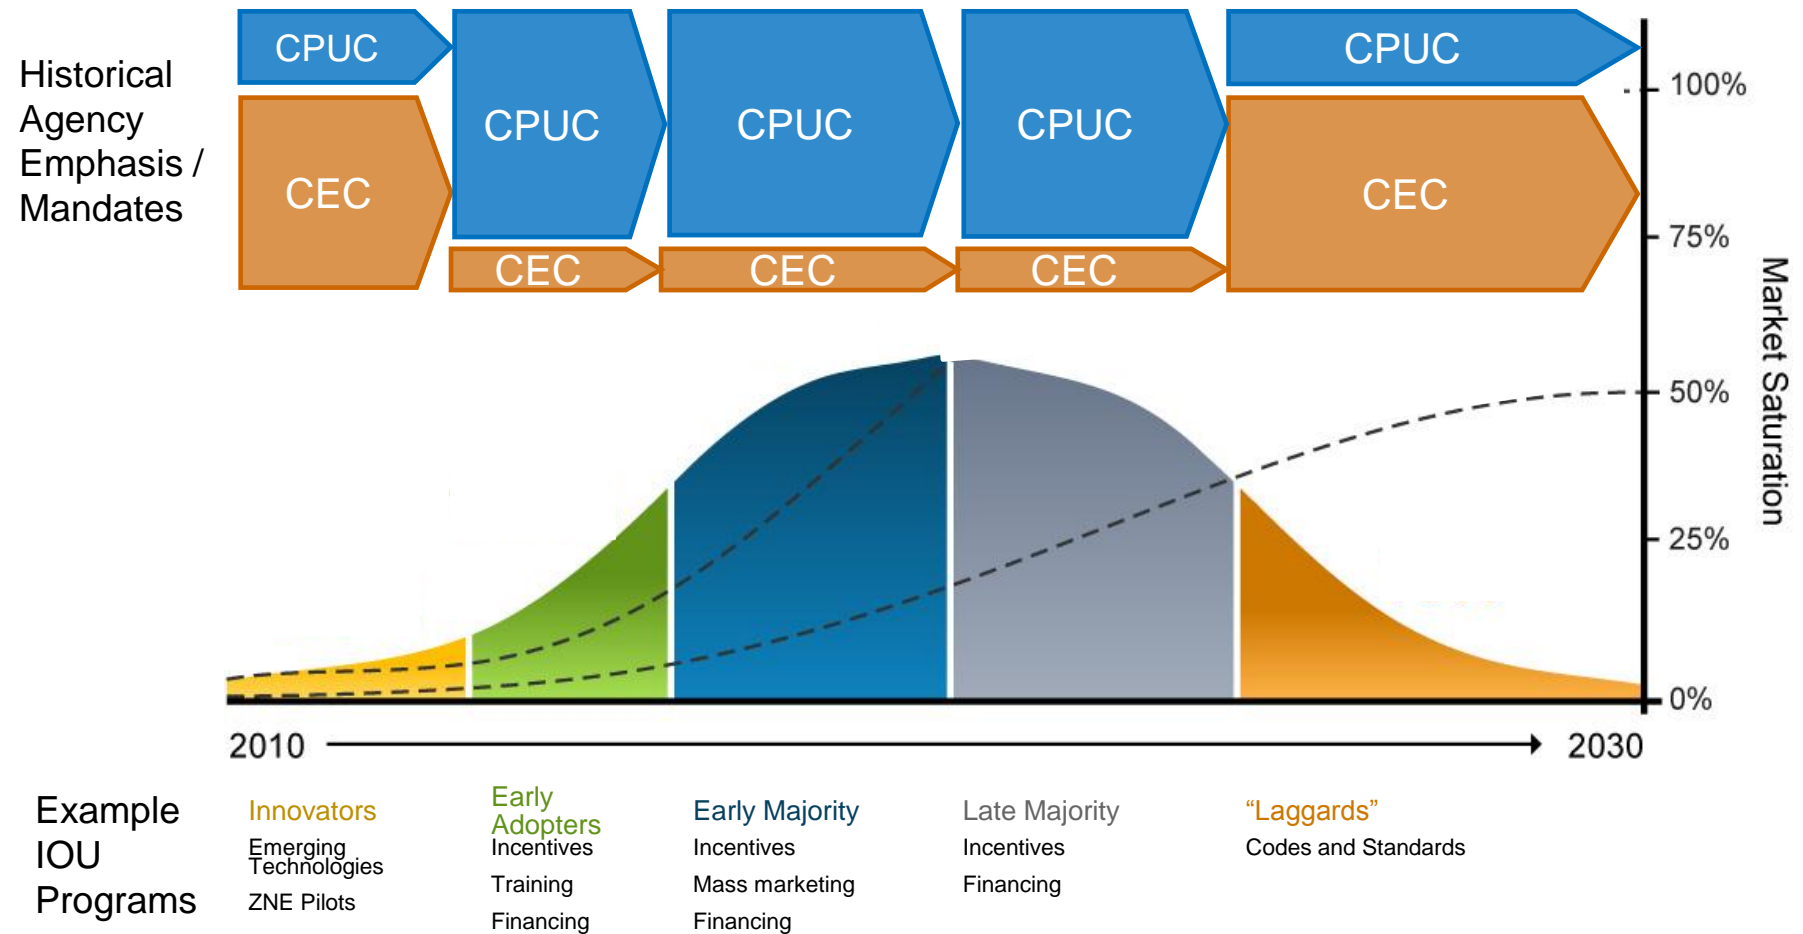 Historical
Agency
Emphasis /
Mandates
CPUC
CPUC
CPUC
CPUC
CPUC
CEC
CEC
CEC
CEC
CEC
100%
75%
50%
25%
0%
Market Saturation
2010
2030
Example
IOU
Programs
Innovators
Emerging
Technologies
ZNE Pilots
Early
Adopters
Incentives
Training
Financing
Early Majority
Incentives
Mass marketing
Financing
Late Majority
Incentives
Financing
“Laggards”
Codes and Standards